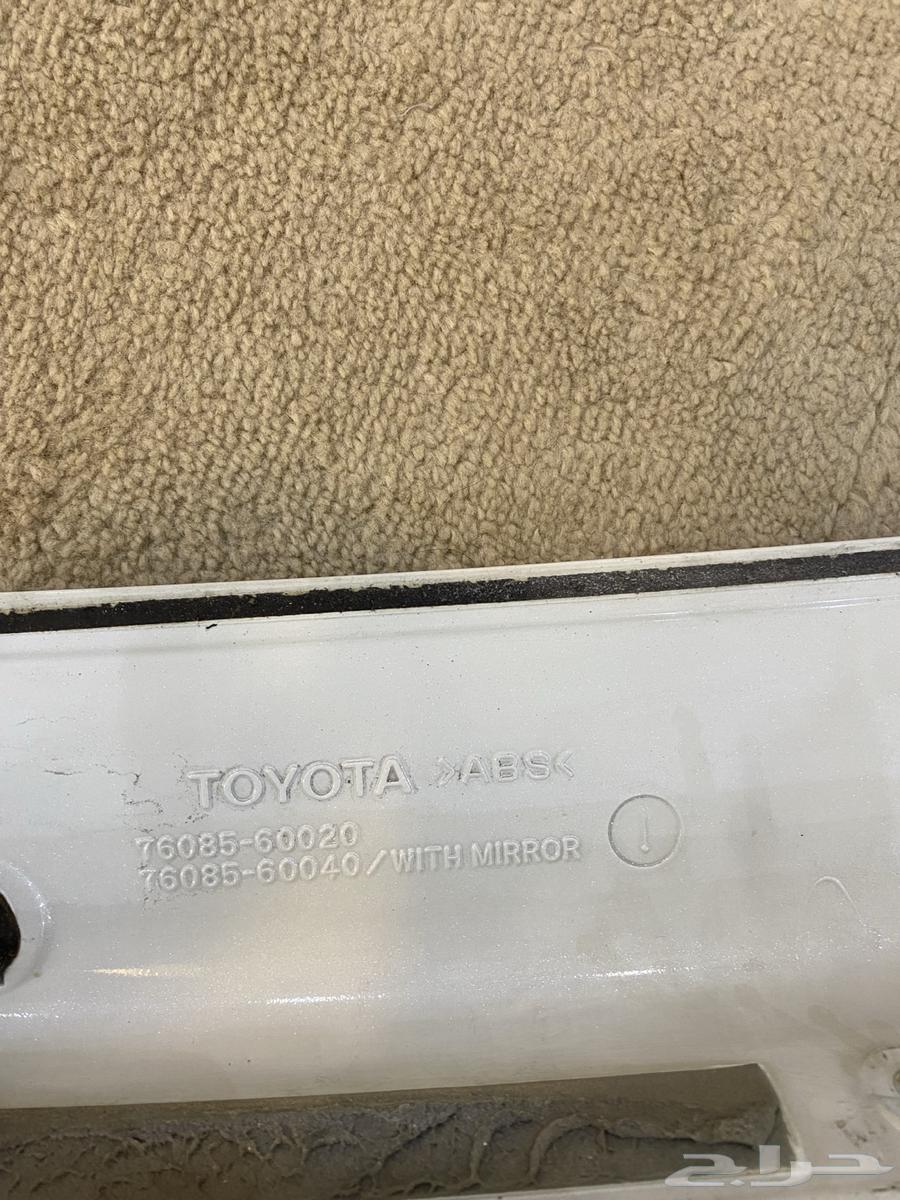 TOYOTA >ABS<
76085-60020
76085-60040/WITH MIRROR
حراج